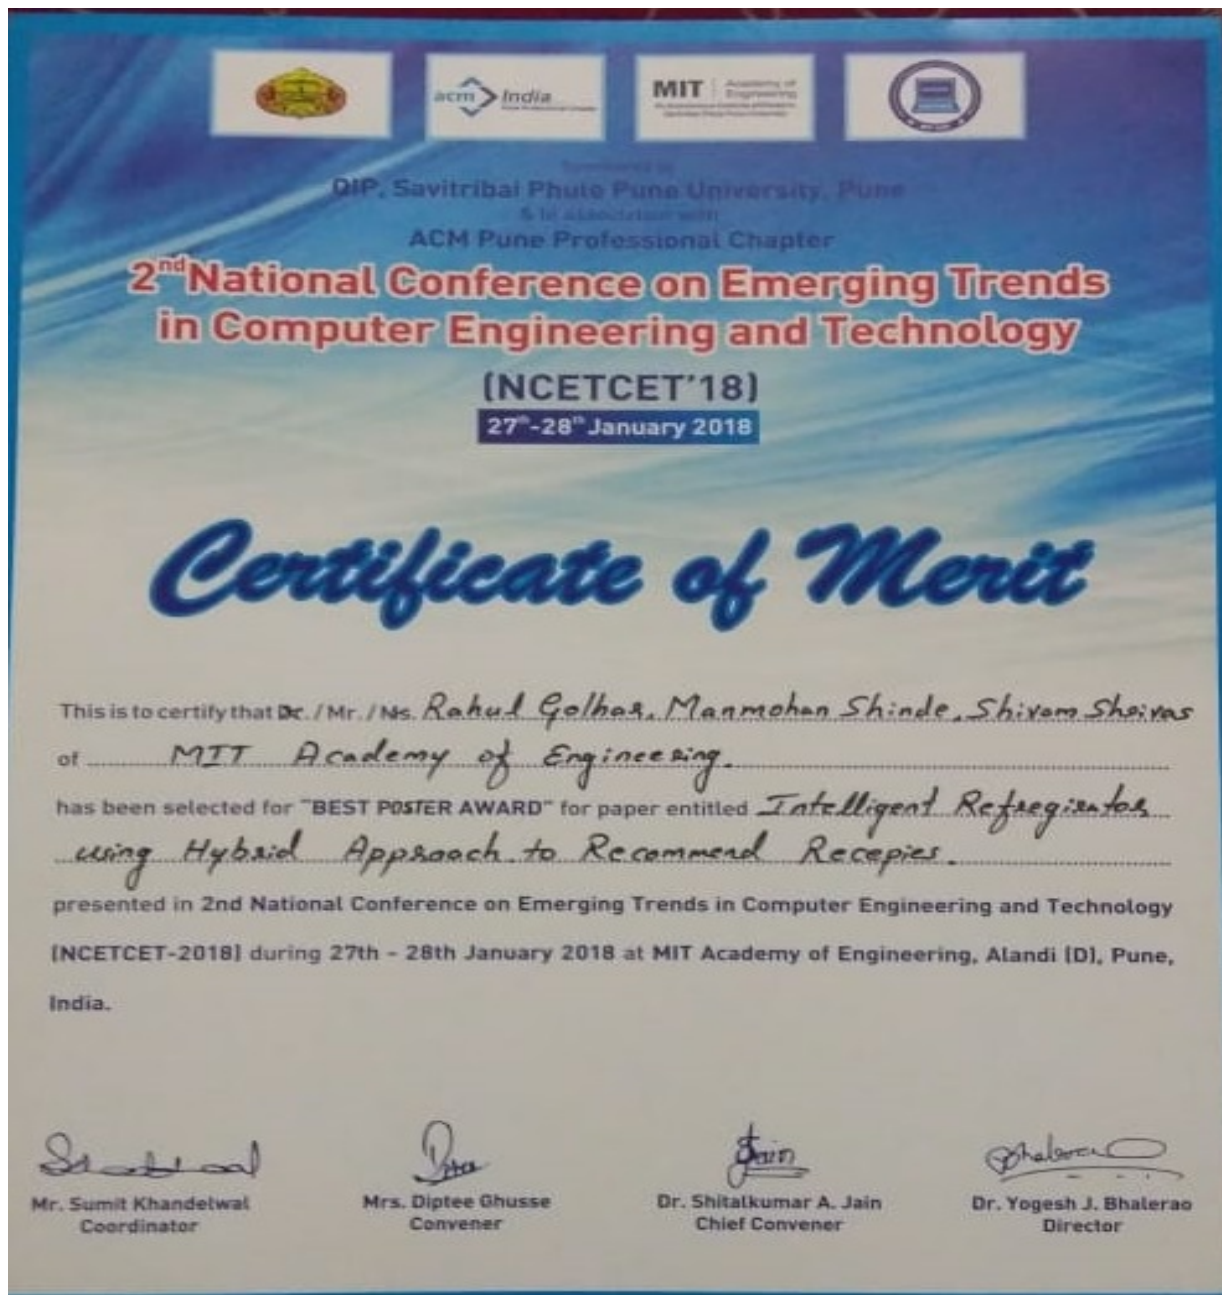 acm India
MIT Academy of
Engineering
QIP, Savitribai Phule Pune University, Pune
& In association with
ACM Pune Professional Chapter
2nd National Conference on Emerging Trends
in Computer Engineering and Technology
(NCETCET'18)
27th-28th January 2018
Certificate of Merit
This is to certify that Dr./Mr./Ms. Rahul Golhar, Manmohan Shinde, Shivam Shrivas
of MIT Academy of Engineering.
has been selected for "BEST POSTER AWARD" for paper entitled Intelligent Refregirator
using Hybrid Approach to Recommend Recepies.
presented in 2nd National Conference on Emerging Trends in Computer Engineering and Technology
(NCETCET-2018) during 27th - 28th January 2018 at MIT Academy of Engineering, Alandi (D), Pune,
India.
Mr. Sumit Khandelwal Mrs. Diptee Ghusse Dr. Shitalkumar A. Jain Dr. Yogesh J. Bhalerao
Coordinator Convener Chief Convener Director